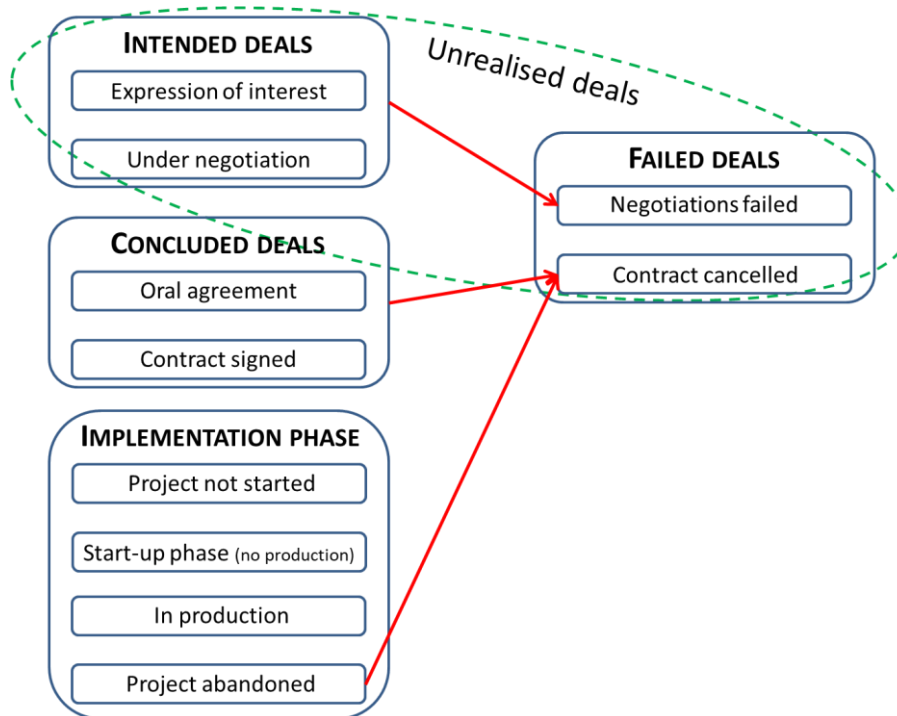 INTENDED DEALS
Expression of interest
Under negotiation
Unrealised deals
FAILED DEALS
Negotiations failed
Contract cancelled
CONCLUDED DEALS
Oral agreement
Contract signed
IMPLEMENTATION PHASE
Project not started
Start-up phase (no production)
In production
Project abandoned